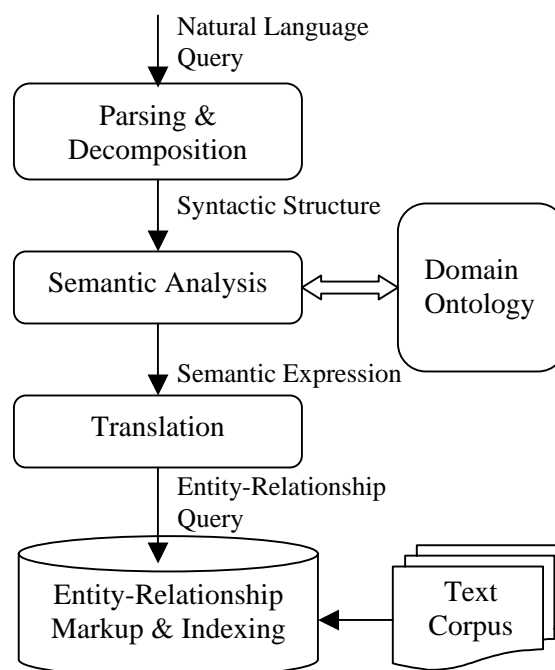 Natural Language
Query
Parsing &
Decomposition
Syntactic Structure
Semantic Analysis
Domain
Ontology
Semantic Expression
Translation
Entity-Relationship
Query
Entity-Relationship
Markup & Indexing
Text
Corpus